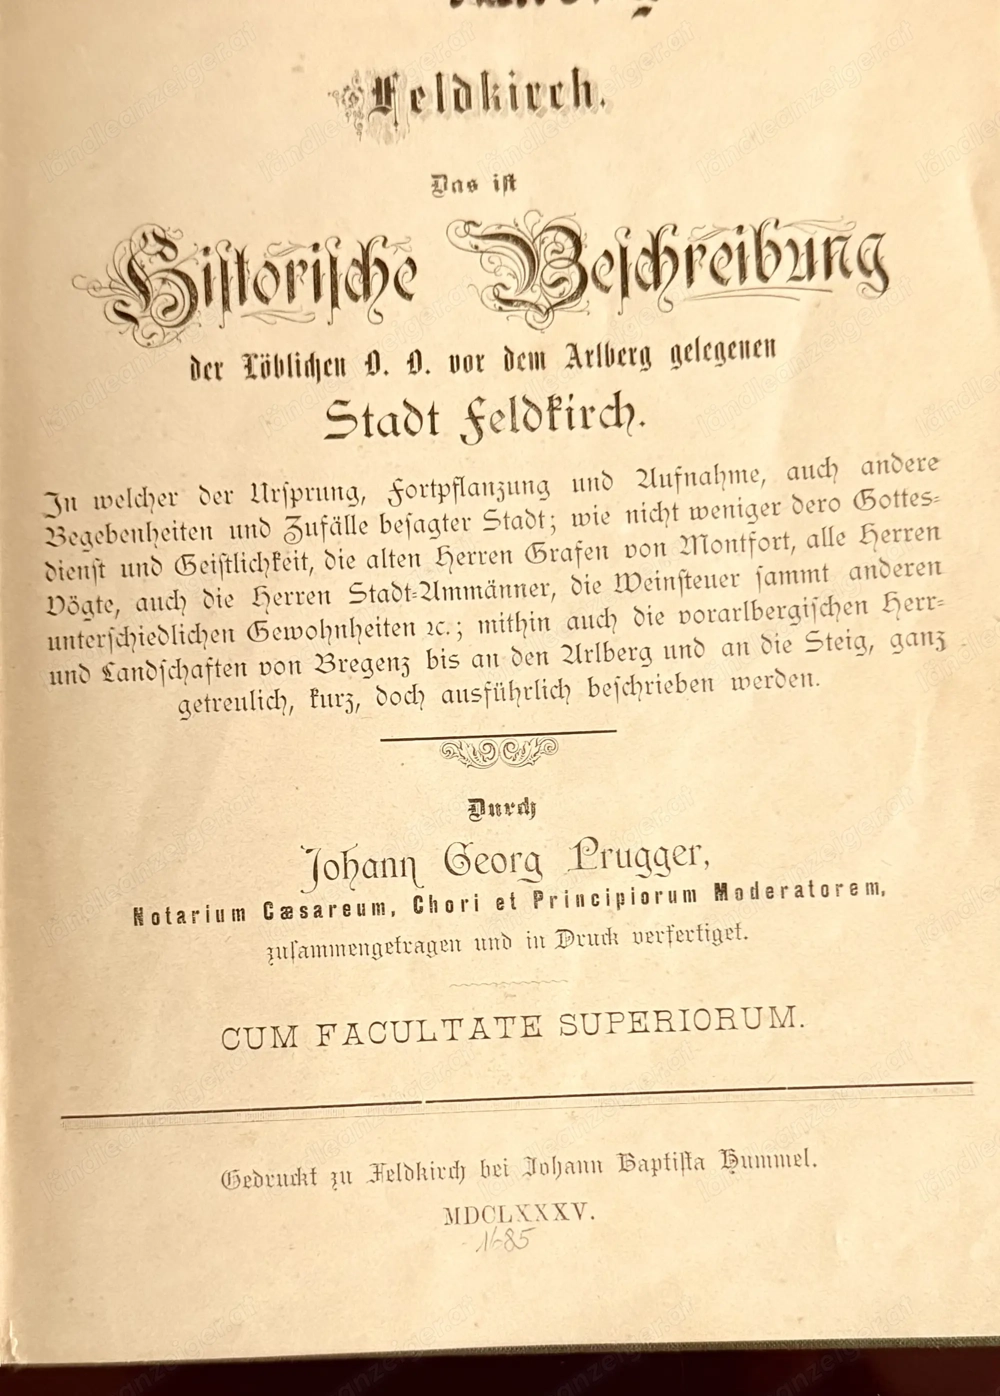 Feldkirch.
Das ist
Historische Beschreibung
der Löblichen O. O. vor dem Arlberg gelegenen
Stadt Feldkirch.
In welcher der Ursprung, Fortpflanzung und Aufnahme, auch andere
Begebenheiten und Zufälle besagter Stadt; wie nicht weniger dero Gottes-
dienst und Geistlichkeit, die alten Herren Grafen von Montfort, alle Herren
Vögte, auch die Herren Stadt-Ammänner, die Weinsteuer sammt anderen
unterschiedlichen Gewohnheiten ꝛc.; mithin auch die vorarlbergischen Herr-
und Landschaften von Bregenz bis an den Arlberg und an die Steig, ganz
getreulich, kurz, doch ausführlich beschrieben werden.
Durch
Johann Georg Prugger,
Notarium Cæsareum, Chori et Principiorum Moderatorem,
zusammengetragen und in Druck verfertiget.
CUM FACULTATE SUPERIORUM.
Gedruckt zu Feldkirch bei Johann Baptista Hummel.
MDCLXXXV.
1685